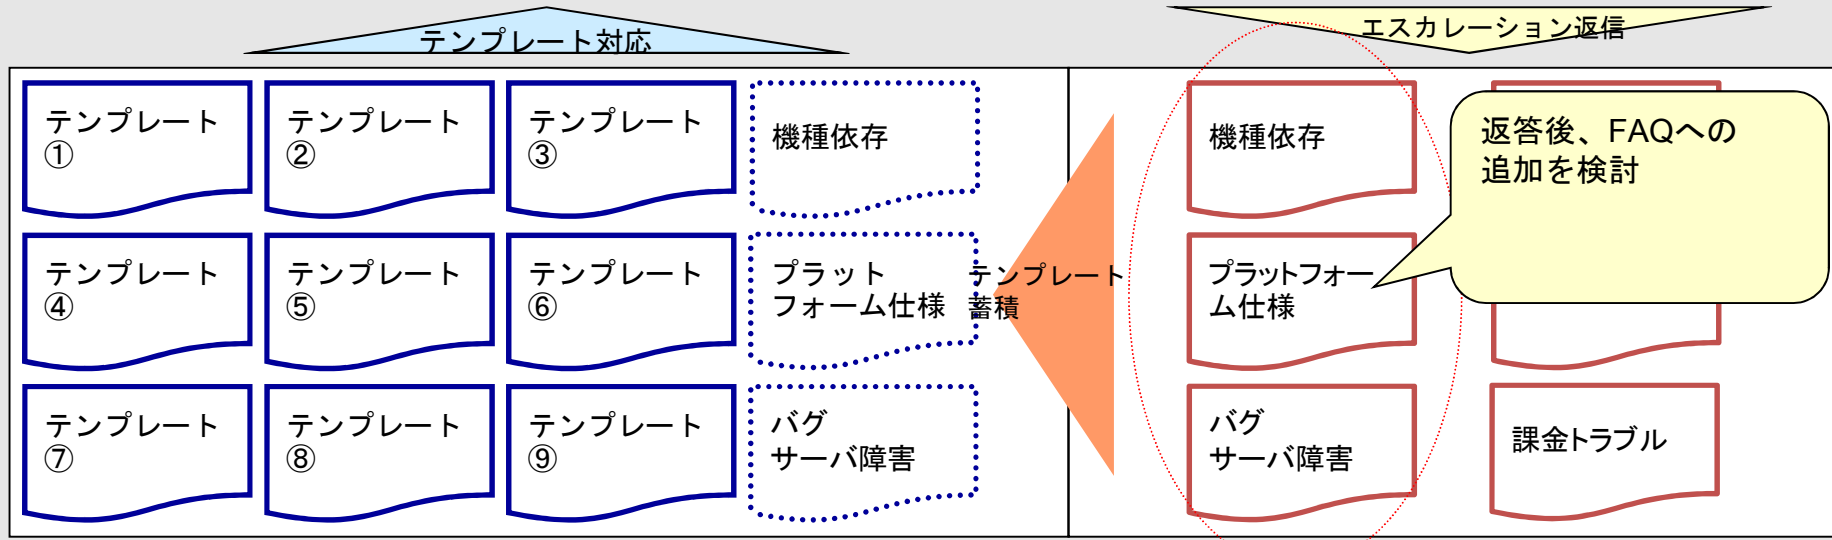 テンプレート対応
エスカレーション返信
テンプレート
①
テンプレート
②
テンプレート
③
機種依存
テンプレート
④
テンプレート
⑤
テンプレート
⑥
プラット
フォーム仕様
テンプレート
⑦
テンプレート
⑧
テンプレート
⑨
バグ
サーバ障害
テンプレート
蓄積
機種依存
プラットフォー
ム仕様
バグ
サーバ障害
返答後、FAQへの
追加を検討
課金トラブル